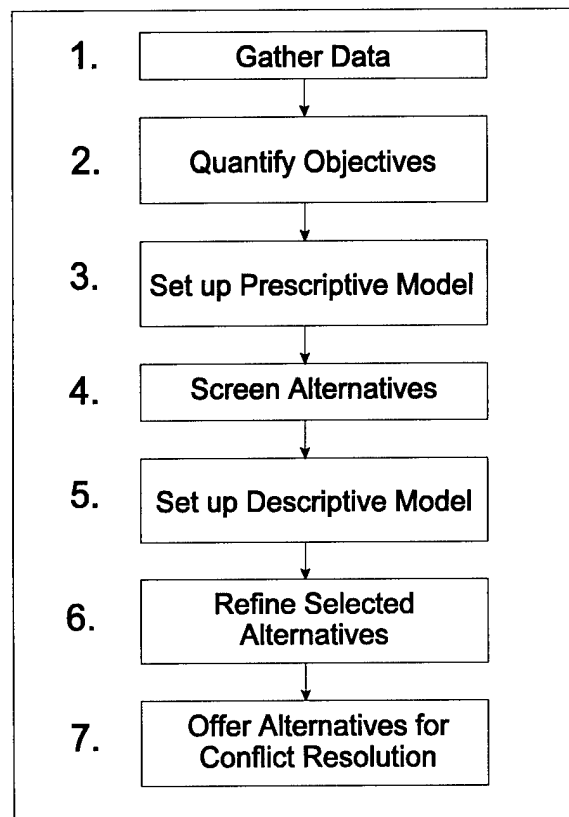 1. Gather Data
2. Quantify Objectives
3. Set up Prescriptive Model
4. Screen Alternatives
5. Set up Descriptive Model
6. Refine Selected
Alternatives
7. Offer Alternatives for
Conflict Resolution